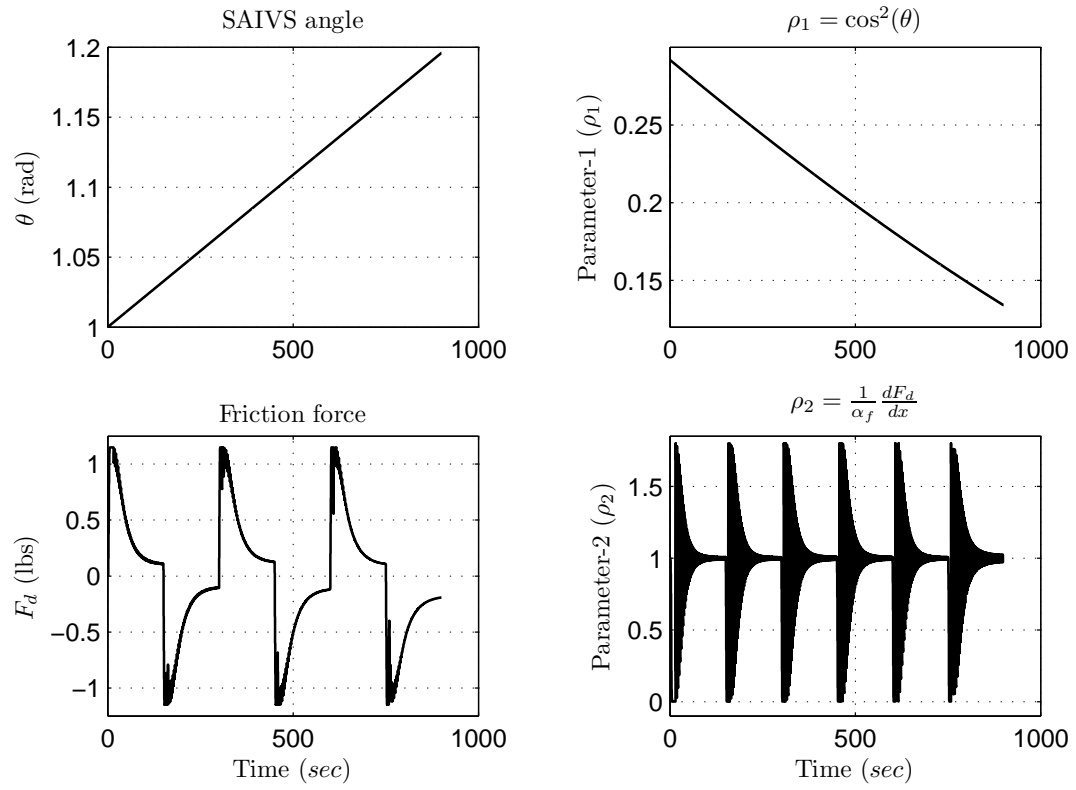 SAIVS angle
θ (rad)
1.2
1.15
1.1
1.05
1
0 500 1000
ρ₁ = cos²(θ)
Parameter-1 (ρ₁)
0.25
0.2
0.15
0 500 1000
Friction force
F_d (lbs)
1
0.5
0
−0.5
−1
0 500 1000
Time (sec)
ρ₂ = 1/α_f dF_d/dx
Parameter-2 (ρ₂)
1.5
1
0.5
0
0 500 1000
Time (sec)